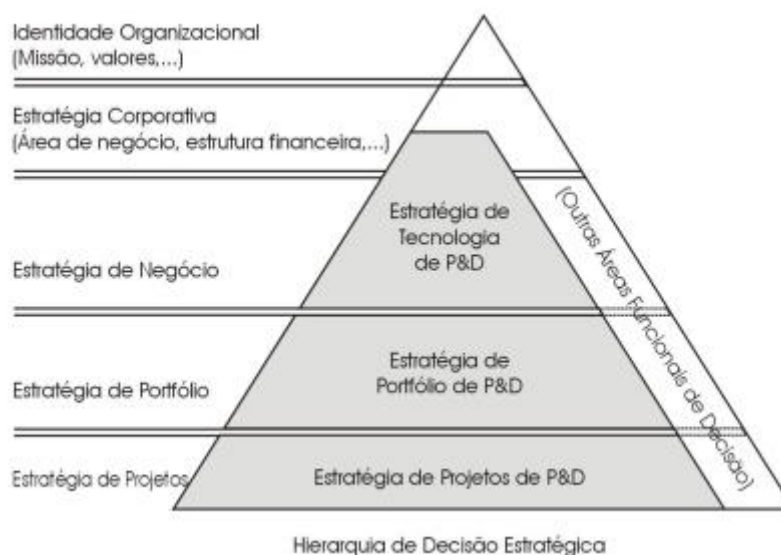 Identidade Organizacional
(Missão, valores,...)
Estratégia Corporativa
(Área de negócio, estrutura financeira,...)
Estratégia de
Tecnologia
de P&D
[Outras Áreas Funcionais de Decisão]
Estratégia de Negócio
Estratégia de
Portfólio de P&D
Estratégia de Portfólio
Estratégia de Projetos
Estratégia de Projetos de P&D
Hierarquia de Decisão Estratégica